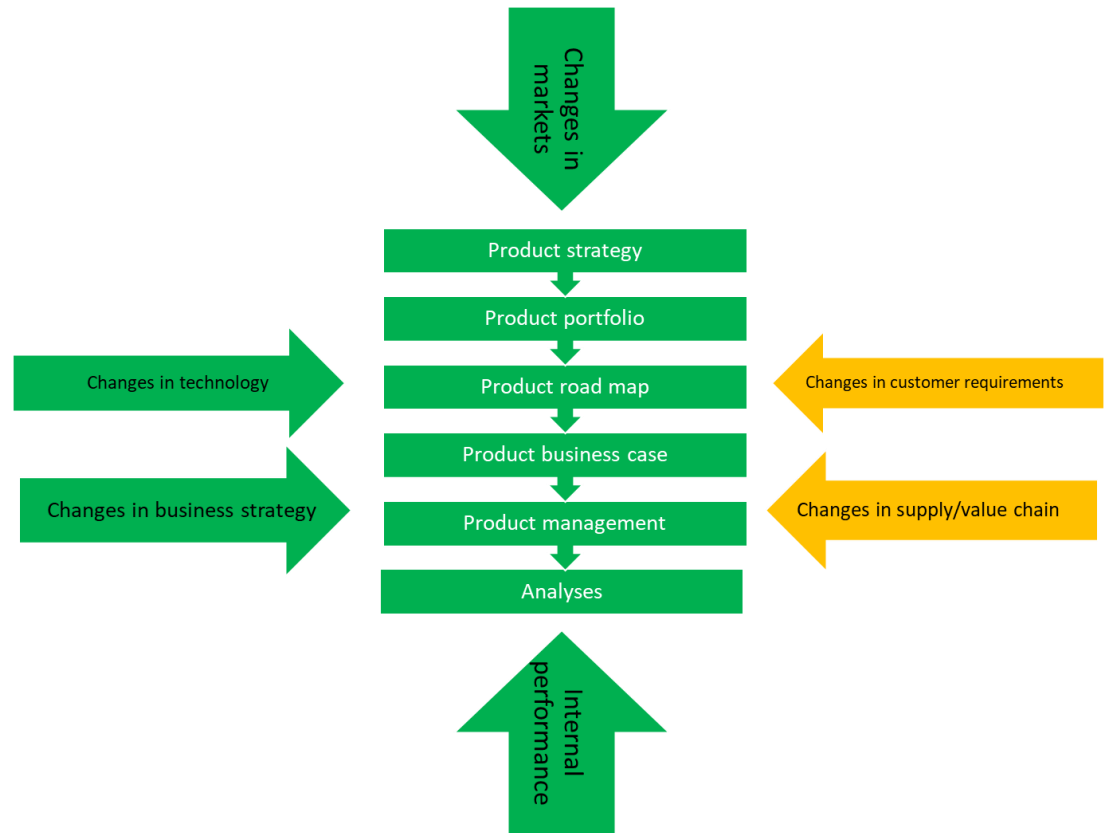 Changes in
markets
Product strategy
Product portfolio
Changes in technology
Product road map
Changes in customer requirements
Product business case
Changes in business strategy
Product management
Changes in supply/value chain
Analyses
Internal
performance